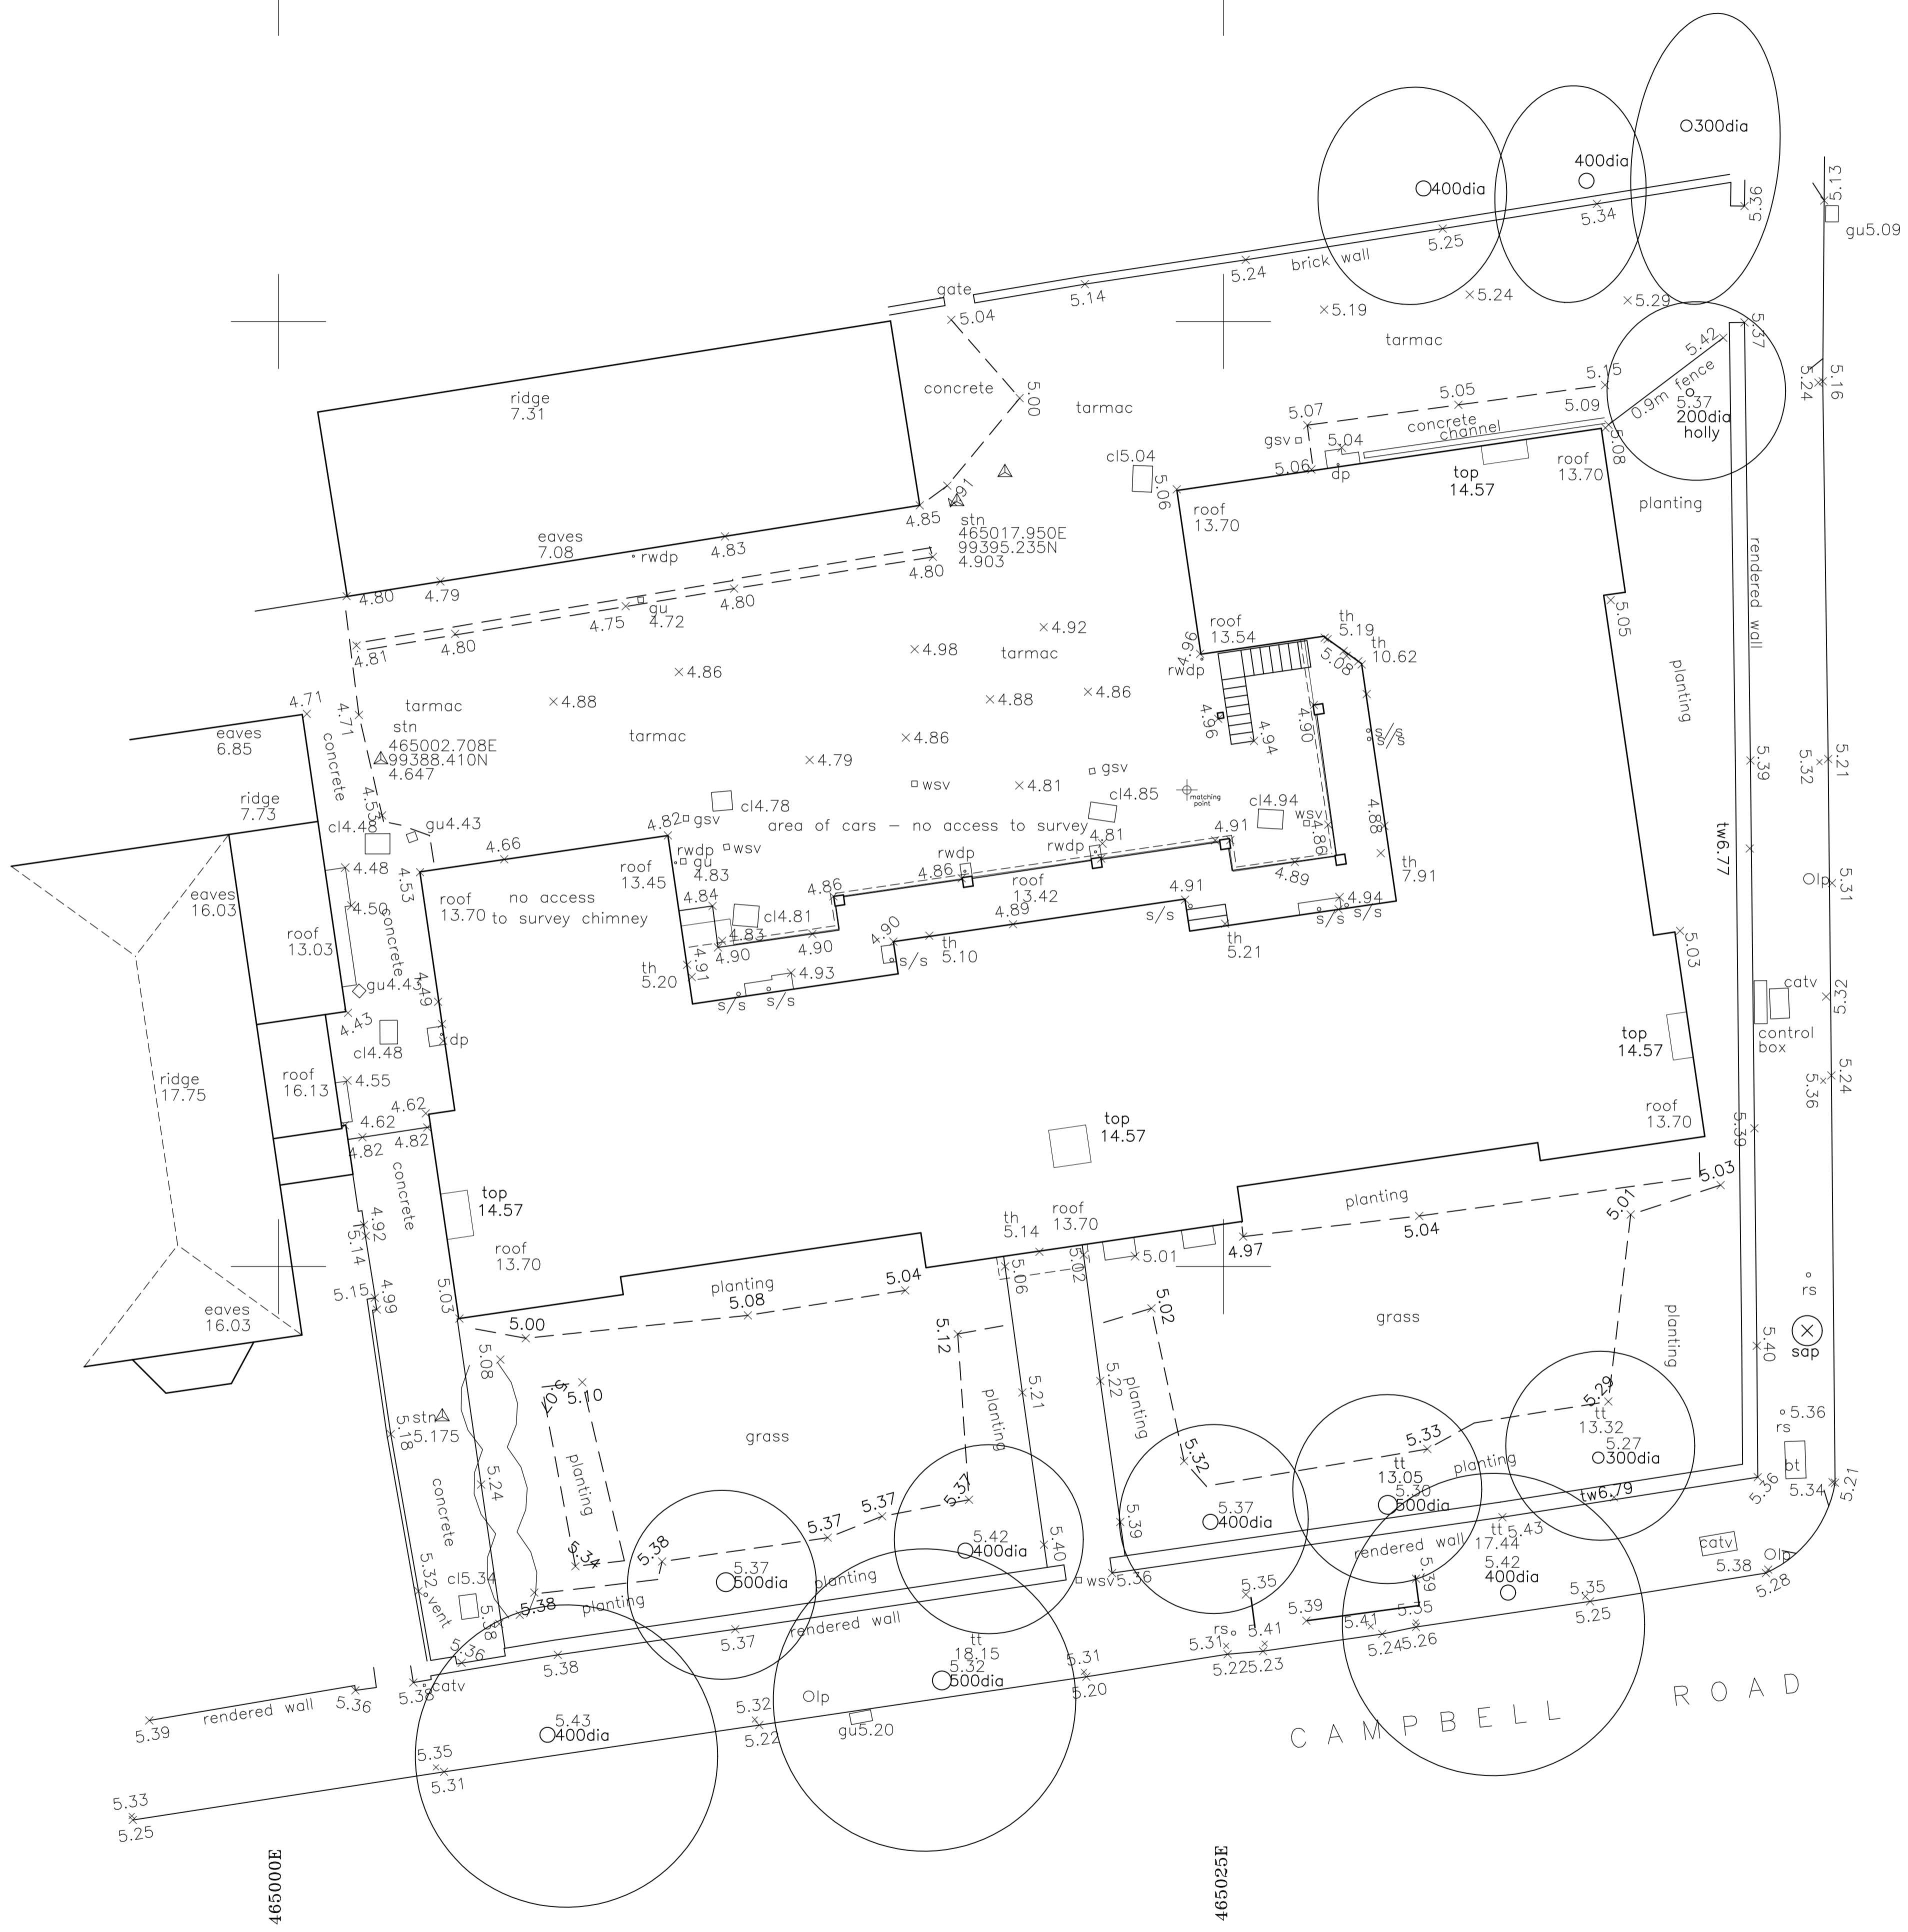 300dia
400dia
400dia
5.13
5.36
5.34
gu5.09
5.25
5.24
brick wall
gate
5.14
5.24
5.29
5.04
5.19
5.37
tarmac
5.42
5.16
5.24
5.15
fence
0.9m
concrete
5.00
5.05
5.09
5.37
200dia
holly
ridge
7.31
tarmac
5.07
concrete
channel
gsv
5.04
5.08
cl5.04
5.06
dp
top
14.57
roof
13.70
5.06
4.91
planting
roof
13.70
4.85
stn
465017.950E
99395.235N
4.903
eaves
7.08
4.83
rwdp
4.80
rendered wall
4.80
4.79
gu
4.72
4.80
4.75
5.05
4.81
4.80
roof
13.54
th
5.19
4.92
4.98
tarmac
4.96
rwdp
5.08
th
10.62
4.86
planting
4.88
4.88
4.86
4.71
4.71
tarmac
stn
465002.708E
99388.410N
4.647
eaves
6.85
concrete
tarmac
4.86
4.96
4.94
4.90
s/s
s/s
4.79
gsv
5.39
5.32
5.21
wsv
4.81
cl4.85
matching
point
ridge
7.73
4.53
cl4.78
cl4.94
wsv
4.86
4.88
cl4.48
gu4.43
4.82
gsv
area of cars – no access to survey
4.91
4.81
tw6.77
4.66
rwdp
wsv
gu
4.83
rwdp
rwdp
4.48
4.53
roof
13.45
4.86
4.89
th
7.91
Olp
5.31
eaves
16.03
roof
13.70
no access
to survey chimney
4.84
4.86
roof
13.42
4.91
4.94
4.50
concrete
cl4.81
4.89
s/s
s/s
s/s
roof
13.03
4.83
4.90
4.90
4.90
th
5.10
th
5.21
5.03
th
5.20
4.91
s/s
4.93
s/s
s/s
gu4.43
4.49
catv
5.32
4.43
dp
cl4.48
top
14.57
control
box
ridge
17.75
roof
16.13
4.55
5.36
5.24
4.62
4.62
4.82
4.82
top
14.57
roof
13.70
5.39
concrete
top
14.57
planting
5.03
5.01
4.92
5.14
th
5.14
roof
13.70
5.04
roof
13.70
4.97
5.01
5.06
5.02
planting
5.08
5.04
rs
5.15
4.99
5.03
eaves
16.03
5.00
5.12
5.02
grass
planting
sap
5.40
5.08
5.07
5.10
5.21
5.22
planting
planting
5.29
stn
5.175
5.18
grass
5.33
tt
13.32
5.27
300dia
5.36
rs
planting
5.24
5.32
tt
13.05
5.30
500dia
planting
bt
5.34
5.21
5.36
concrete
5.37
5.37
5.37
5.37
400dia
tw6.79
5.39
5.34
5.38
5.42
400dia
5.40
tt 5.43
17.44
rendered wall
catv
5.32
vent
cl5.34
5.38
planting
5.37
500dia
planting
wsv5.36
5.39
5.42
400dia
5.38
Olp
5.28
5.38
5.35
5.35
5.25
5.36
5.37
rendered wall
tt
18.15
5.32
500dia
rs
5.31
5.41
5.39
5.41
5.35
5.38
5.31
5.22
5.23
5.24
5.26
rendered wall
5.39
5.36
5.38
catv
5.20
Olp
5.32
5.22
gu5.20
5.43
400dia
CAMPBELL ROAD
5.35
5.31
5.33
5.25
465000E
465025E